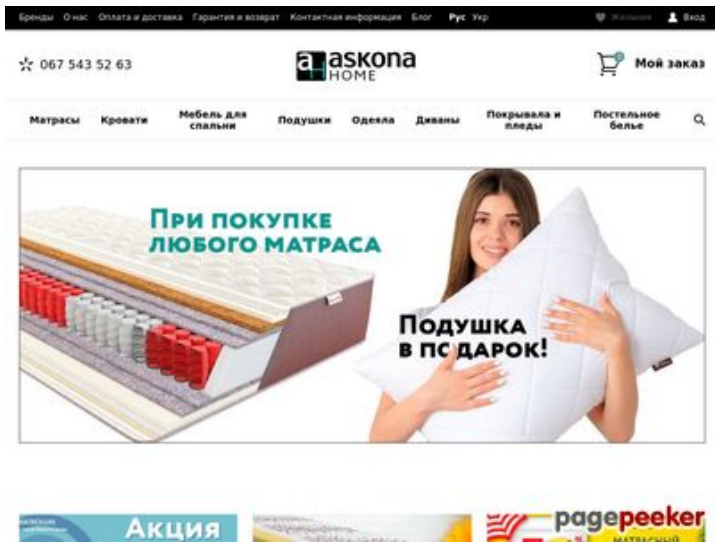 Бренды О нас Оплата и доставка Гарантия и возврат Контактная информация Блог Рус Укр Желания Вход
067 543 52 63
a askona
HOME
Мой заказ
Матрасы Кровати Мебель для спальни Подушки Одеяла Диваны Покрывала и пледы Постельное белье
ПРИ ПОКУПКЕ
ЛЮБОГО МАТРАСА
ПОДУШКА
В ПОДАРОК!
Акция
pagepeeker
МАТРАСНЫЙ